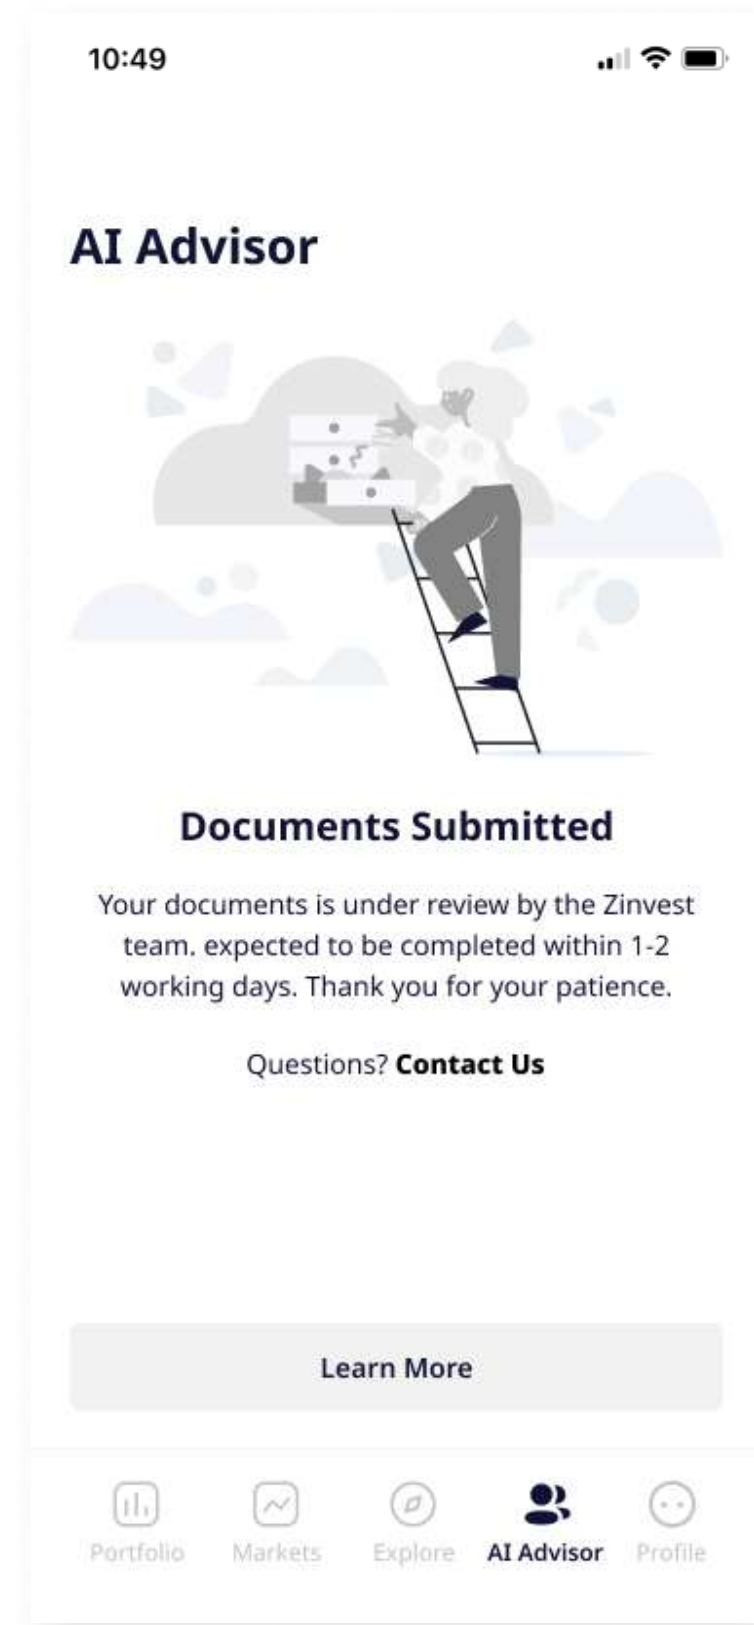 10:49
AI Advisor
Documents Submitted
Your documents is under review by the Zinvest
team. expected to be completed within 1-2
working days. Thank you for your patience.
Questions? Contact Us
Learn More
Portfolio Markets Explore AI Advisor Profile